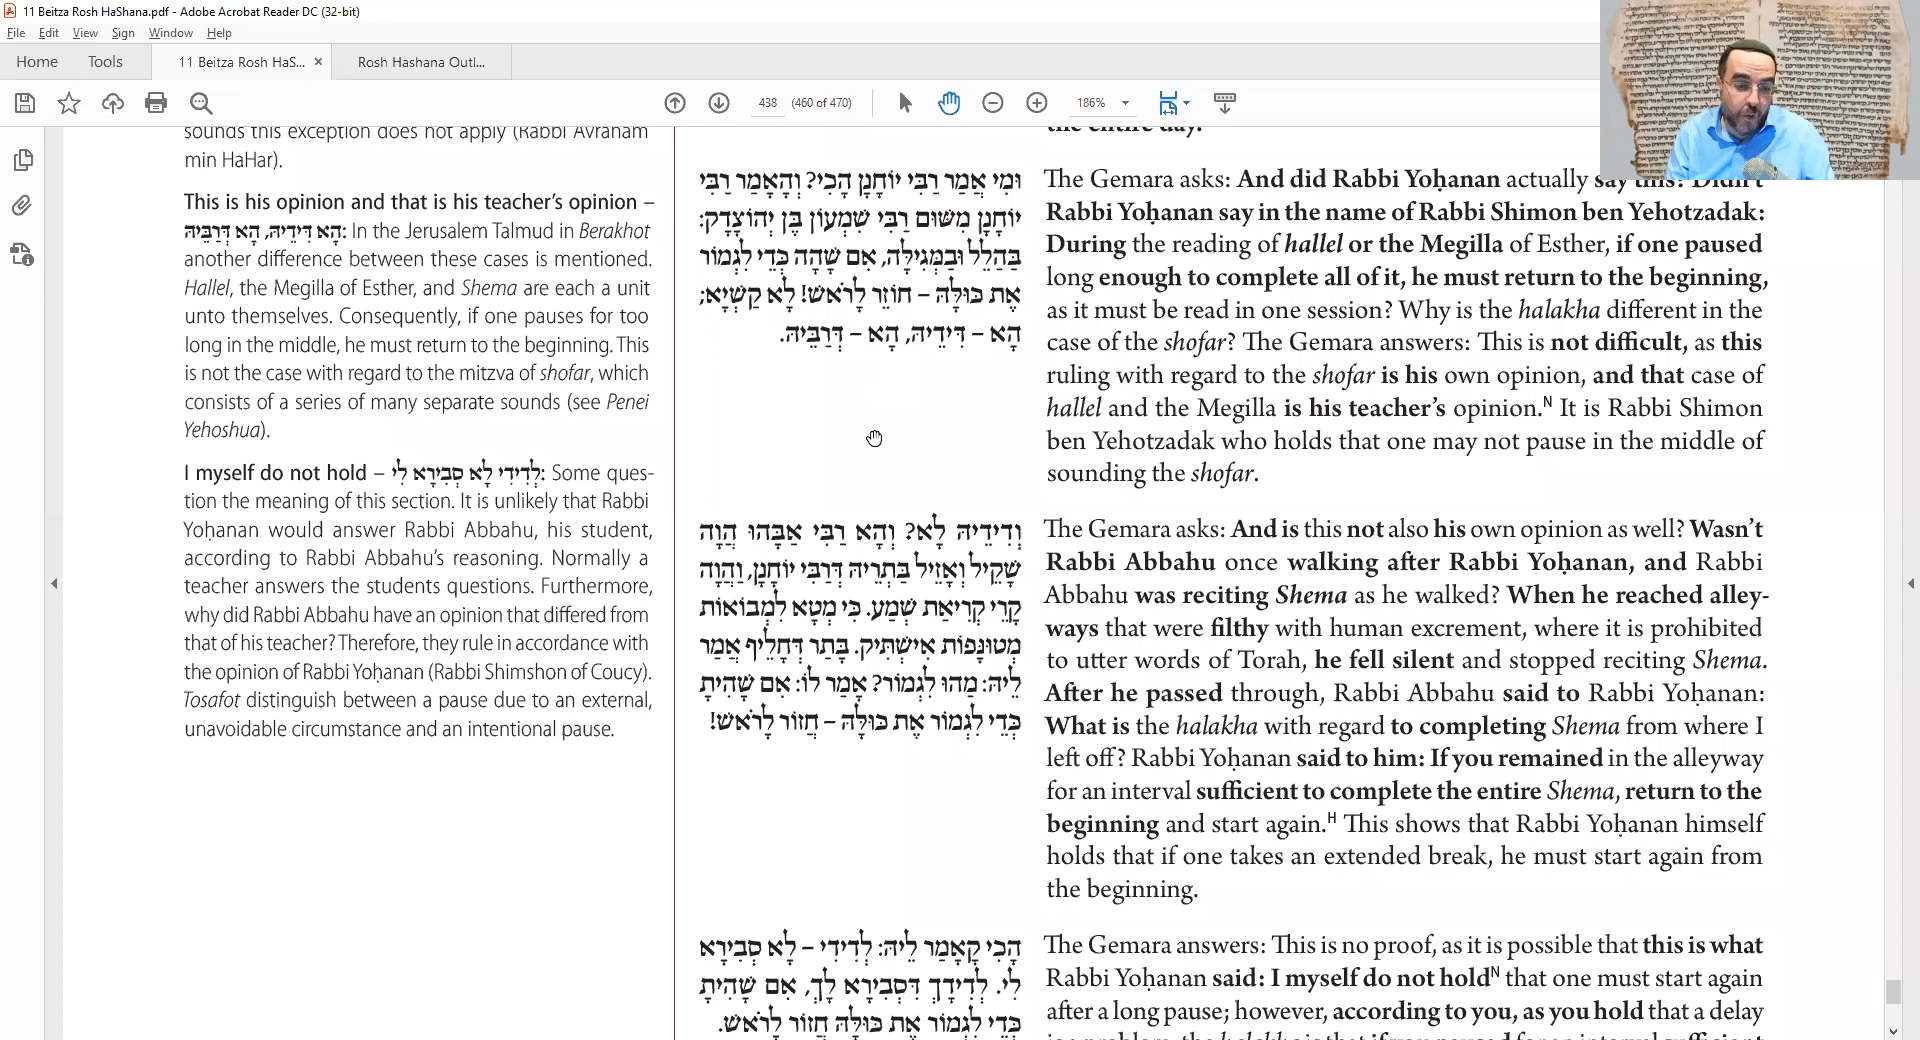 11 Beitza Rosh HaShana.pdf - Adobe Acrobat Reader DC (32-bit)
File Edit View Sign Window Help
Home Tools 11 Beitza Rosh HaS... × Rosh Hashana Outl...
438 (460 of 470) 186%
sounds this exception does not apply (Rabbi Avraham
min HaHar).
This is his opinion and that is his teacher's opinion –
הָא דִּידֵיהּ, הָא דְּרַבֵּיהּ: In the Jerusalem Talmud in Berakhot
another difference between these cases is mentioned.
Hallel, the Megilla of Esther, and Shema are each a unit
unto themselves. Consequently, if one pauses for too
long in the middle, he must return to the beginning. This
is not the case with regard to the mitzva of shofar, which
consists of a series of many separate sounds (see Penei
Yehoshua).
I myself do not hold – לְדִידִי לָא סְבִירָא לִי: Some ques-
tion the meaning of this section. It is unlikely that Rabbi
Yoḥanan would answer Rabbi Abbahu, his student,
according to Rabbi Abbahu's reasoning. Normally a
teacher answers the students questions. Furthermore,
why did Rabbi Abbahu have an opinion that differed from
that of his teacher? Therefore, they rule in accordance with
the opinion of Rabbi Yoḥanan (Rabbi Shimshon of Coucy).
Tosafot distinguish between a pause due to an external,
unavoidable circumstance and an intentional pause.
וּמִי אֲמַר רַבִּי יוֹחָנָן הָכִי? וְהָאָמַר רַבִּי
יוֹחָנָן מִשּׁוּם רַבִּי שִׁמְעוֹן בֶּן יְהוֹצָדָק:
בַּהַלֵּל וּבַמְּגִילָּה, אִם שָׁהָה כְּדֵי לִגְמוֹר
אֶת כּוּלָּהּ – חוֹזֵר לָרֹאשׁ! לָא קַשְׁיָא;
הָא – דִּידֵיהּ, הָא – דְּרַבֵּיהּ.
וְדִידֵיהּ לָא? וְהָא רַבִּי אַבָּהוּ הֲוָה
שָׁקֵיל וְאָזֵיל בַּתְרֵיהּ דְּרַבִּי יוֹחָנָן, וַהֲוָה
קָרֵי קְרִיאַת שְׁמַע. כִּי מְטָא לִמְבוֹאוֹת
מְטוּנָּפוֹת אִישְׁתִּיק. בָּתַר דְּחָלֵיף אֲמַר
לֵיהּ: מַהוּ לִגְמוֹר? אָמַר לוֹ: אִם שָׁהִיתָ
כְּדֵי לִגְמוֹר אֶת כּוּלָּהּ – חֲזוֹר לָרֹאשׁ!
הָכִי קָאָמַר לֵיהּ: לְדִידִי – לָא סְבִירָא
לִי. לְדִידָךְ דִּסְבִירָא לָךְ, אִם שָׁהִיתָ
כְּדֵי לִגְמוֹר אֶת כּוּלָּהּ חֲזוֹר לָרֹאשׁ.
the entire day.
The Gemara asks: And did Rabbi Yoḥanan actually say this? Didn't
Rabbi Yoḥanan say in the name of Rabbi Shimon ben Yehotzadak:
During the reading of hallel or the Megilla of Esther, if one paused
long enough to complete all of it, he must return to the beginning,
as it must be read in one session? Why is the halakha different in the
case of the shofar? The Gemara answers: This is not difficult, as this
ruling with regard to the shofar is his own opinion, and that case of
hallel and the Megilla is his teacher's opinion.N It is Rabbi Shimon
ben Yehotzadak who holds that one may not pause in the middle of
sounding the shofar.
The Gemara asks: And is this not also his own opinion as well? Wasn't
Rabbi Abbahu once walking after Rabbi Yoḥanan, and Rabbi
Abbahu was reciting Shema as he walked? When he reached alley-
ways that were filthy with human excrement, where it is prohibited
to utter words of Torah, he fell silent and stopped reciting Shema.
After he passed through, Rabbi Abbahu said to Rabbi Yoḥanan:
What is the halakha with regard to completing Shema from where I
left off? Rabbi Yoḥanan said to him: If you remained in the alleyway
for an interval sufficient to complete the entire Shema, return to the
beginning and start again.H This shows that Rabbi Yoḥanan himself
holds that if one takes an extended break, he must start again from
the beginning.
The Gemara answers: This is no proof, as it is possible that this is what
Rabbi Yoḥanan said: I myself do not holdN that one must start again
after a long pause; however, according to you, as you hold that a delay